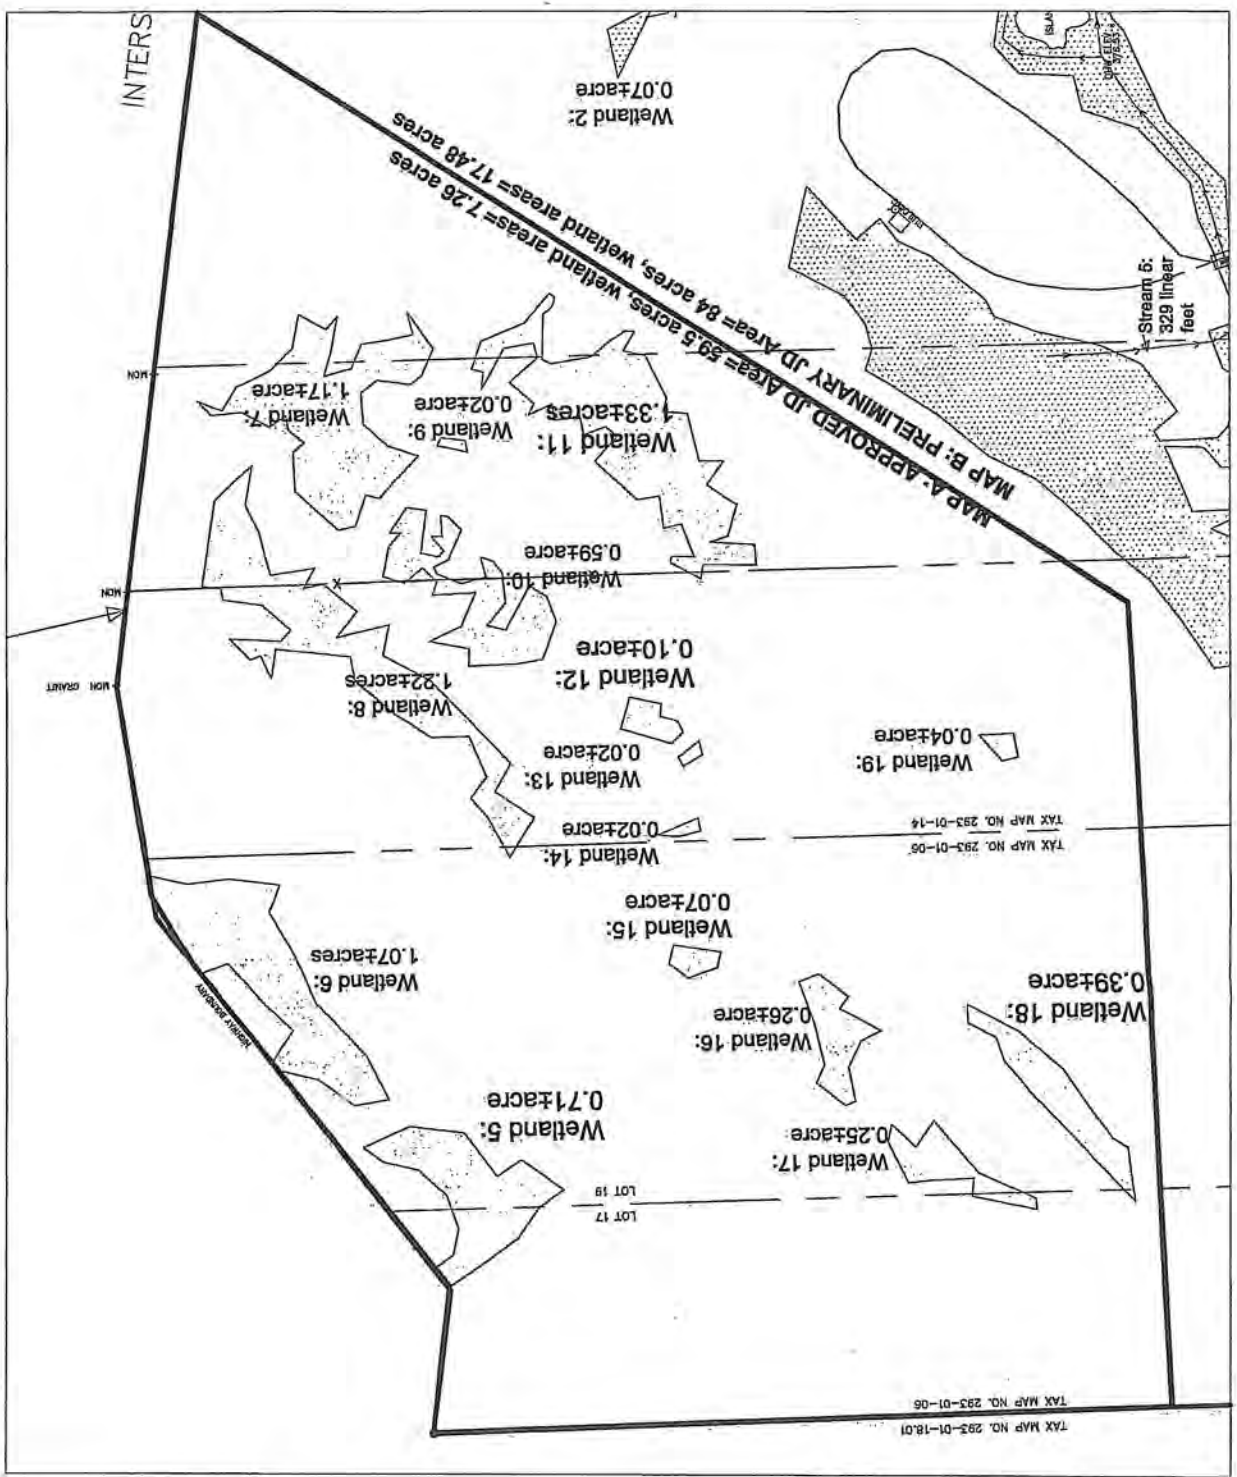 TAX MAP NO. 293-01-18.01
TAX MAP NO. 293-01-06
LOT 17
LOT 19
Wetland 17:
0.25±acre
Wetland 5:
0.71±acre
Wetland 18:
0.39±acre
Wetland 16:
0.26±acre
HIGHWAY BOUNDARY
Wetland 6:
1.07±acres
Wetland 15:
0.07±acre
TAX MAP NO. 293-01-06
TAX MAP NO. 293-01-14
Wetland 14:
0.02±acre
Wetland 19:
0.04±acre
Wetland 13:
0.02±acre
Wetland 8:
1.22±acres
Wetland 12:
0.10±acre
MON GRANIT
MON
Wetland 10:
0.59±acre
MAP A: APPROVED JD Area= 59.5 acres, wetland areas= 7.26 acres
MAP B: PRELIMINARY JD Area= 84 acres, wetland areas= 17.48 acres
Wetland 11:
1.33±acres
Wetland 9:
0.02±acre
Wetland 7:
1.17±acre
MON
Stream 5:
329 linear
feet
Wetland 2:
0.07±acre
INTERS
ISLAN
X